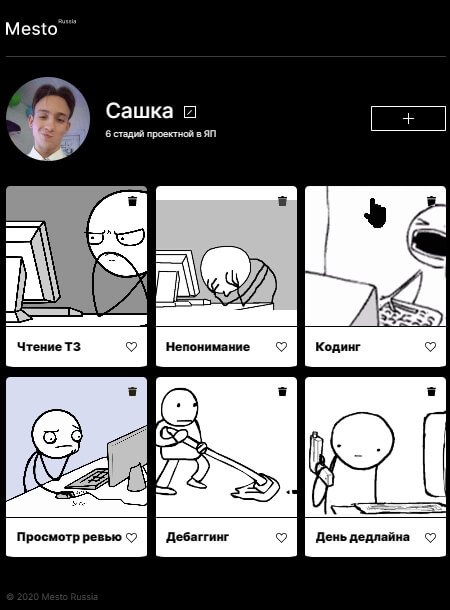 Mesto Russia
Сашка
6 стадий проектной в ЯП
Чтение ТЗ
Непонимание
Кодинг
Просмотр ревью
Дебаггинг
День дедлайна
© 2020 Mesto Russia